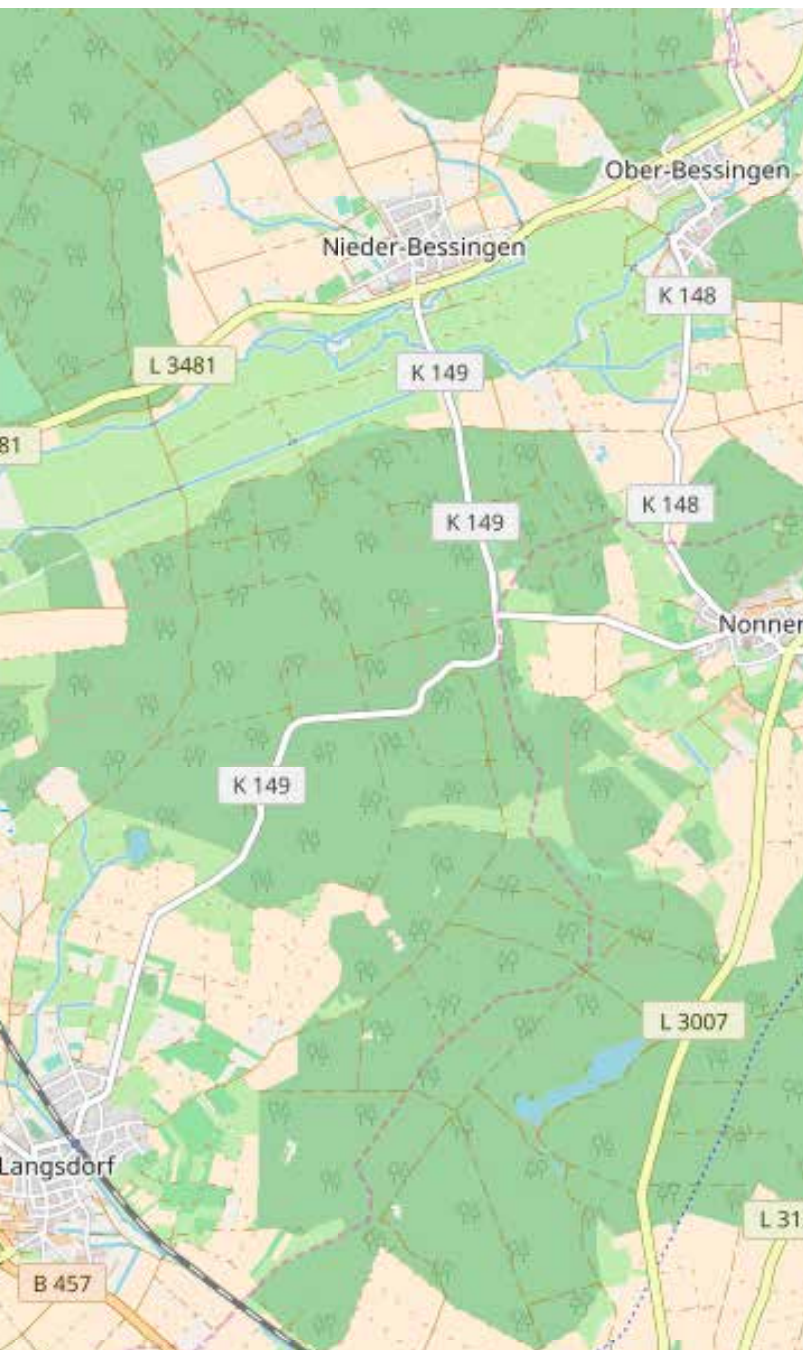 Ober-Bessingen
Nieder-Bessingen
K 148
L 3481
K 149
81
K 148
K 149
Nonner
K 149
L 3007
Langsdorf
L 31
B 457